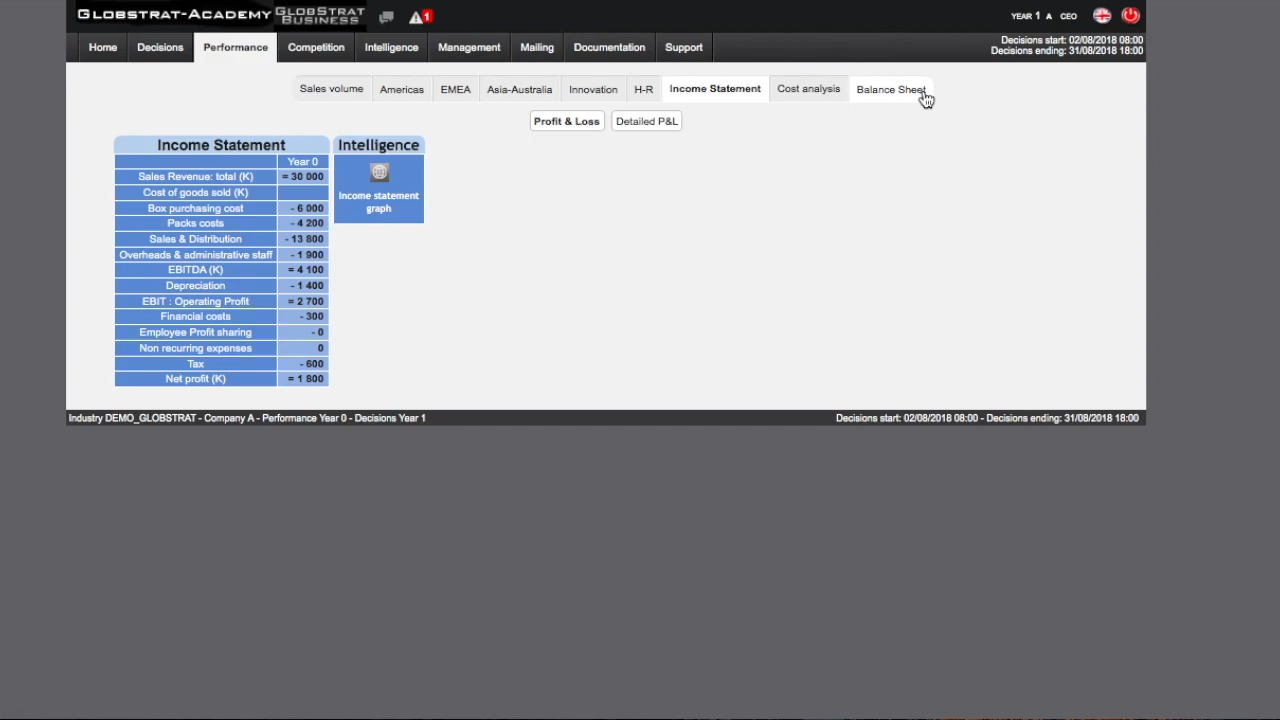 GLOBSTRAT-ACADEMY GLOBSTRAT BUSINESS 1 YEAR 1 A CEO
Home Decisions Performance Competition Intelligence Management Mailing Documentation Support
Decisions start: 02/08/2018 08:00
Decisions ending: 31/08/2018 18:00
Sales volume Americas EMEA Asia-Australia Innovation H-R Income Statement Cost analysis Balance Sheet
Profit & Loss Detailed P&L
Income Statement Intelligence
Year 0
Sales Revenue: total (K) = 30 000
Cost of goods sold (K)
Box purchasing cost - 6 000
Packs costs - 4 200
Sales & Distribution - 13 800
Overheads & administrative staff - 1 900
EBITDA (K) = 4 100
Depreciation - 1 400
EBIT : Operating Profit = 2 700
Financial costs - 300
Employee Profit sharing - 0
Non recurring expenses 0
Tax - 600
Net profit (K) = 1 800
Income statement
graph
Industry DEMO_GLOBSTRAT - Company A - Performance Year 0 - Decisions Year 1 Decisions start: 02/08/2018 08:00 - Decisions ending: 31/08/2018 18:00